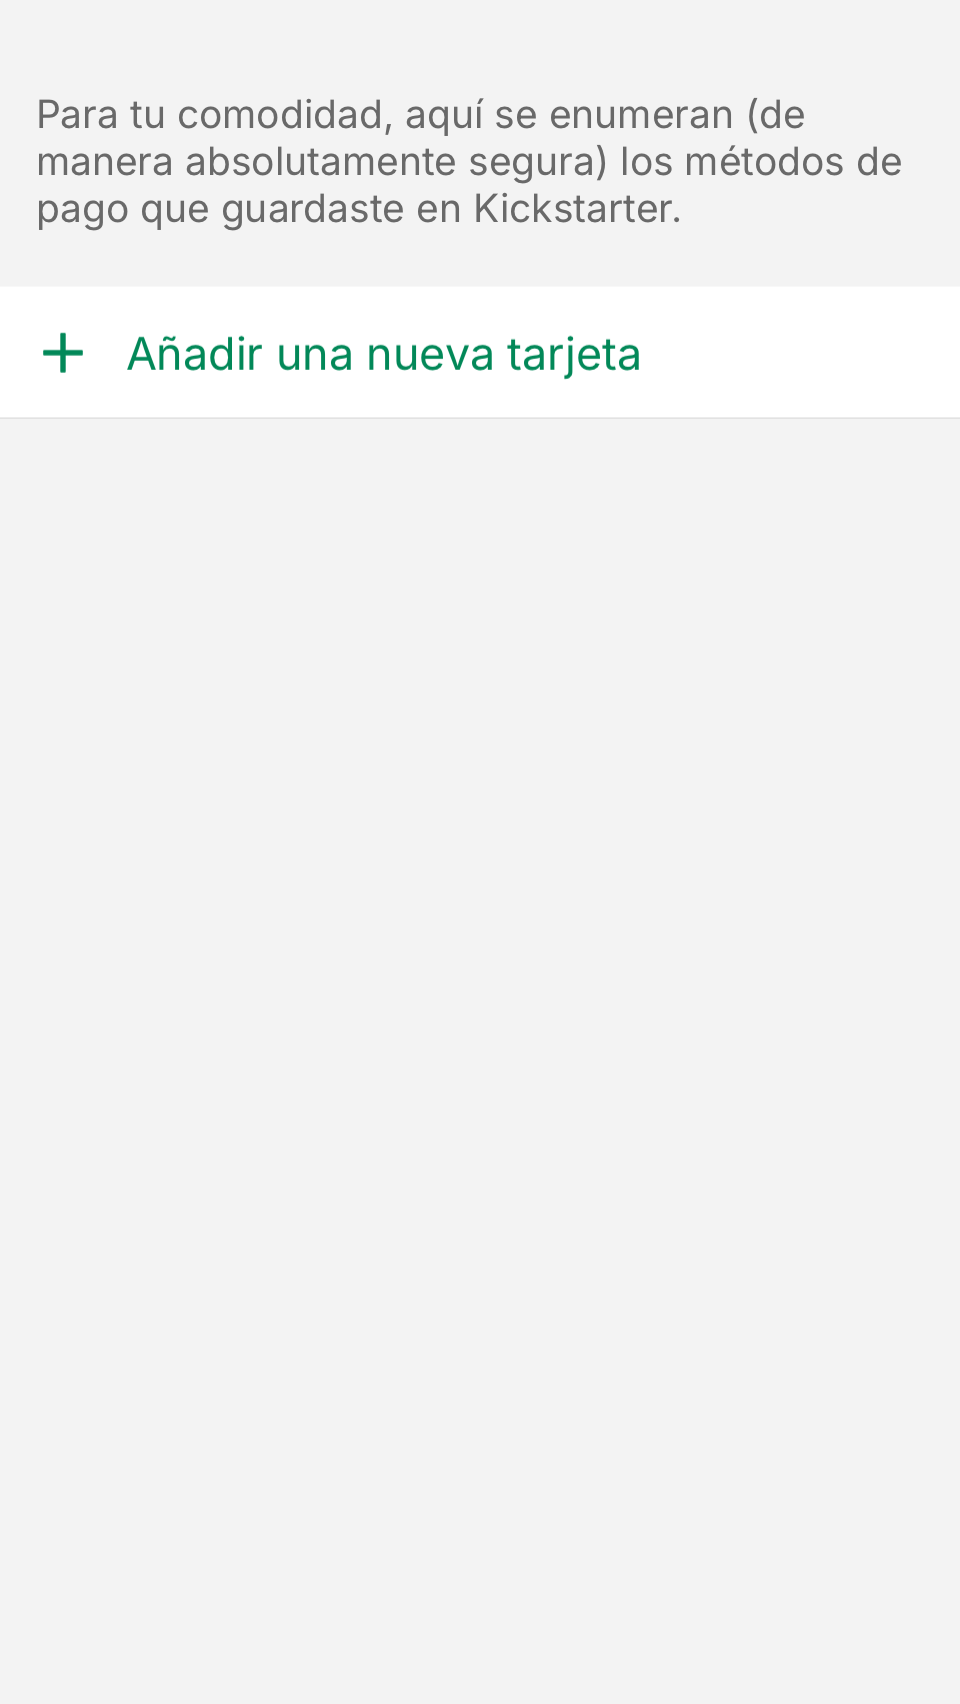 Para tu comodidad, aquí se enumeran (de
manera absolutamente segura) los métodos de
pago que guardaste en Kickstarter.
Añadir una nueva tarjeta